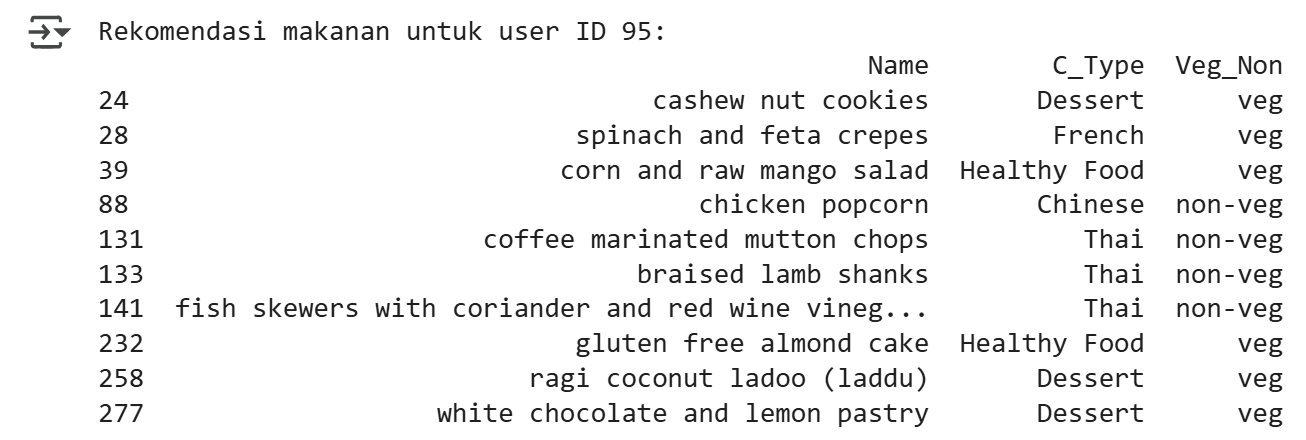 Rekomendasi makanan untuk user ID 95:
Name C_Type Veg_Non
24 cashew nut cookies Dessert veg
28 spinach and feta crepes French veg
39 corn and raw mango salad Healthy Food veg
88 chicken popcorn Chinese non-veg
131 coffee marinated mutton chops Thai non-veg
133 braised lamb shanks Thai non-veg
141 fish skewers with coriander and red wine vineg... Thai non-veg
232 gluten free almond cake Healthy Food veg
258 ragi coconut ladoo (laddu) Dessert veg
277 white chocolate and lemon pastry Dessert veg